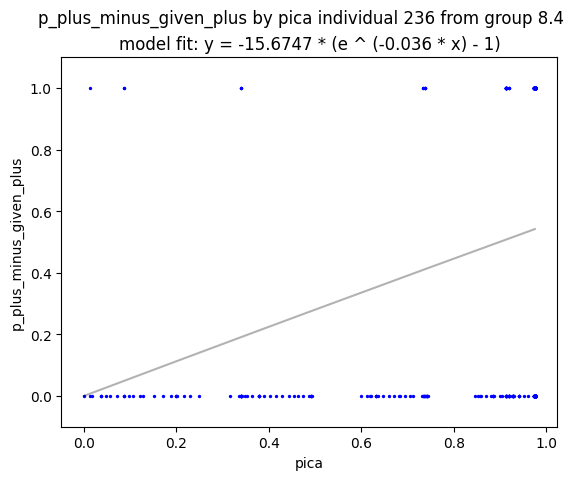 p_plus_minus_given_plus by pica individual 236 from group 8.4
model fit: y = -15.6747 * (e ^ (-0.036 * x) - 1)
p_plus_minus_given_plus
1.0
0.8
0.6
0.4
0.2
0.0
0.0 0.2 0.4 0.6 0.8 1.0
pica